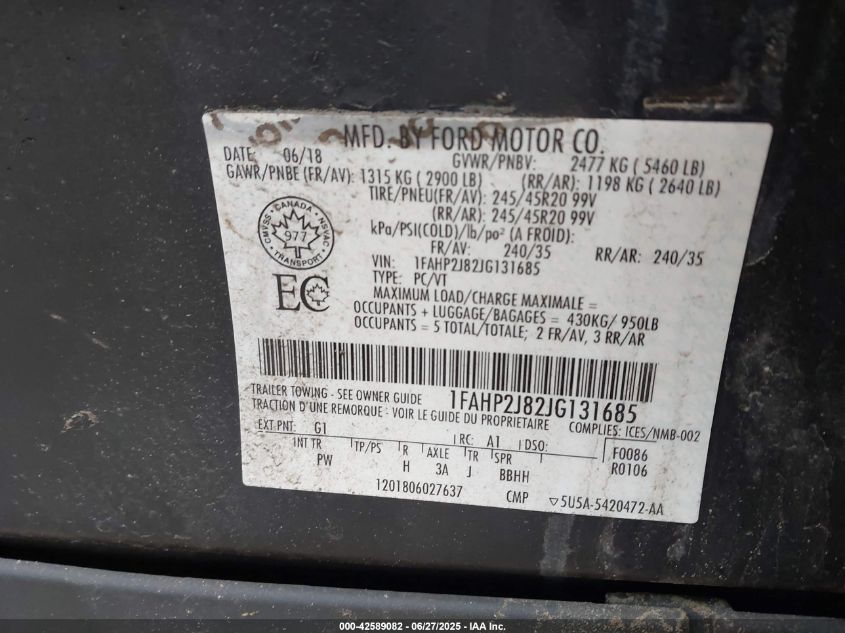 MFD. BY FORD MOTOR CO.
DATE: 06/18 GVWR/PNBV: 2477 KG ( 5460 LB)
GAWR/PNBE (FR/AV): 1315 KG ( 2900 LB) (RR/AR): 1198 KG ( 2640 LB)
TIRE/PNEU(FR/AV): 245/45R20 99V
(RR/AR): 245/45R20 99V
kPa/PSI(COLD)/lb/po² (A FROID):
FR/AV: 240/35 RR/AR: 240/35
VIN: 1FAHP2J82JG131685
TYPE: PC/VT
CANADA
CMVSS NSVAC
977
TRANSPORT
EC
MAXIMUM LOAD/CHARGE MAXIMALE =
OCCUPANTS + LUGGAGE/BAGAGES = 430KG/ 950LB
OCCUPANTS = 5 TOTAL/TOTALE; 2 FR/AV, 3 RR/AR
TRAILER TOWING - SEE OWNER GUIDE 1FAHP2J82JG131685
TRACTION D'UNE REMORQUE: VOIR LE GUIDE DU PROPRIETAIRE COMPLIES: ICES/NMB-002
EXT PNT: G1 RC: A1 DSO: F0086
INT TR TP/PS R AXLE TR SPR R0106
PW H 3A J BBHH
1201806027637 CMP ▽5U5A-5420472-AA
000-42589082 - 06/27/2025 - IAA, Inc.